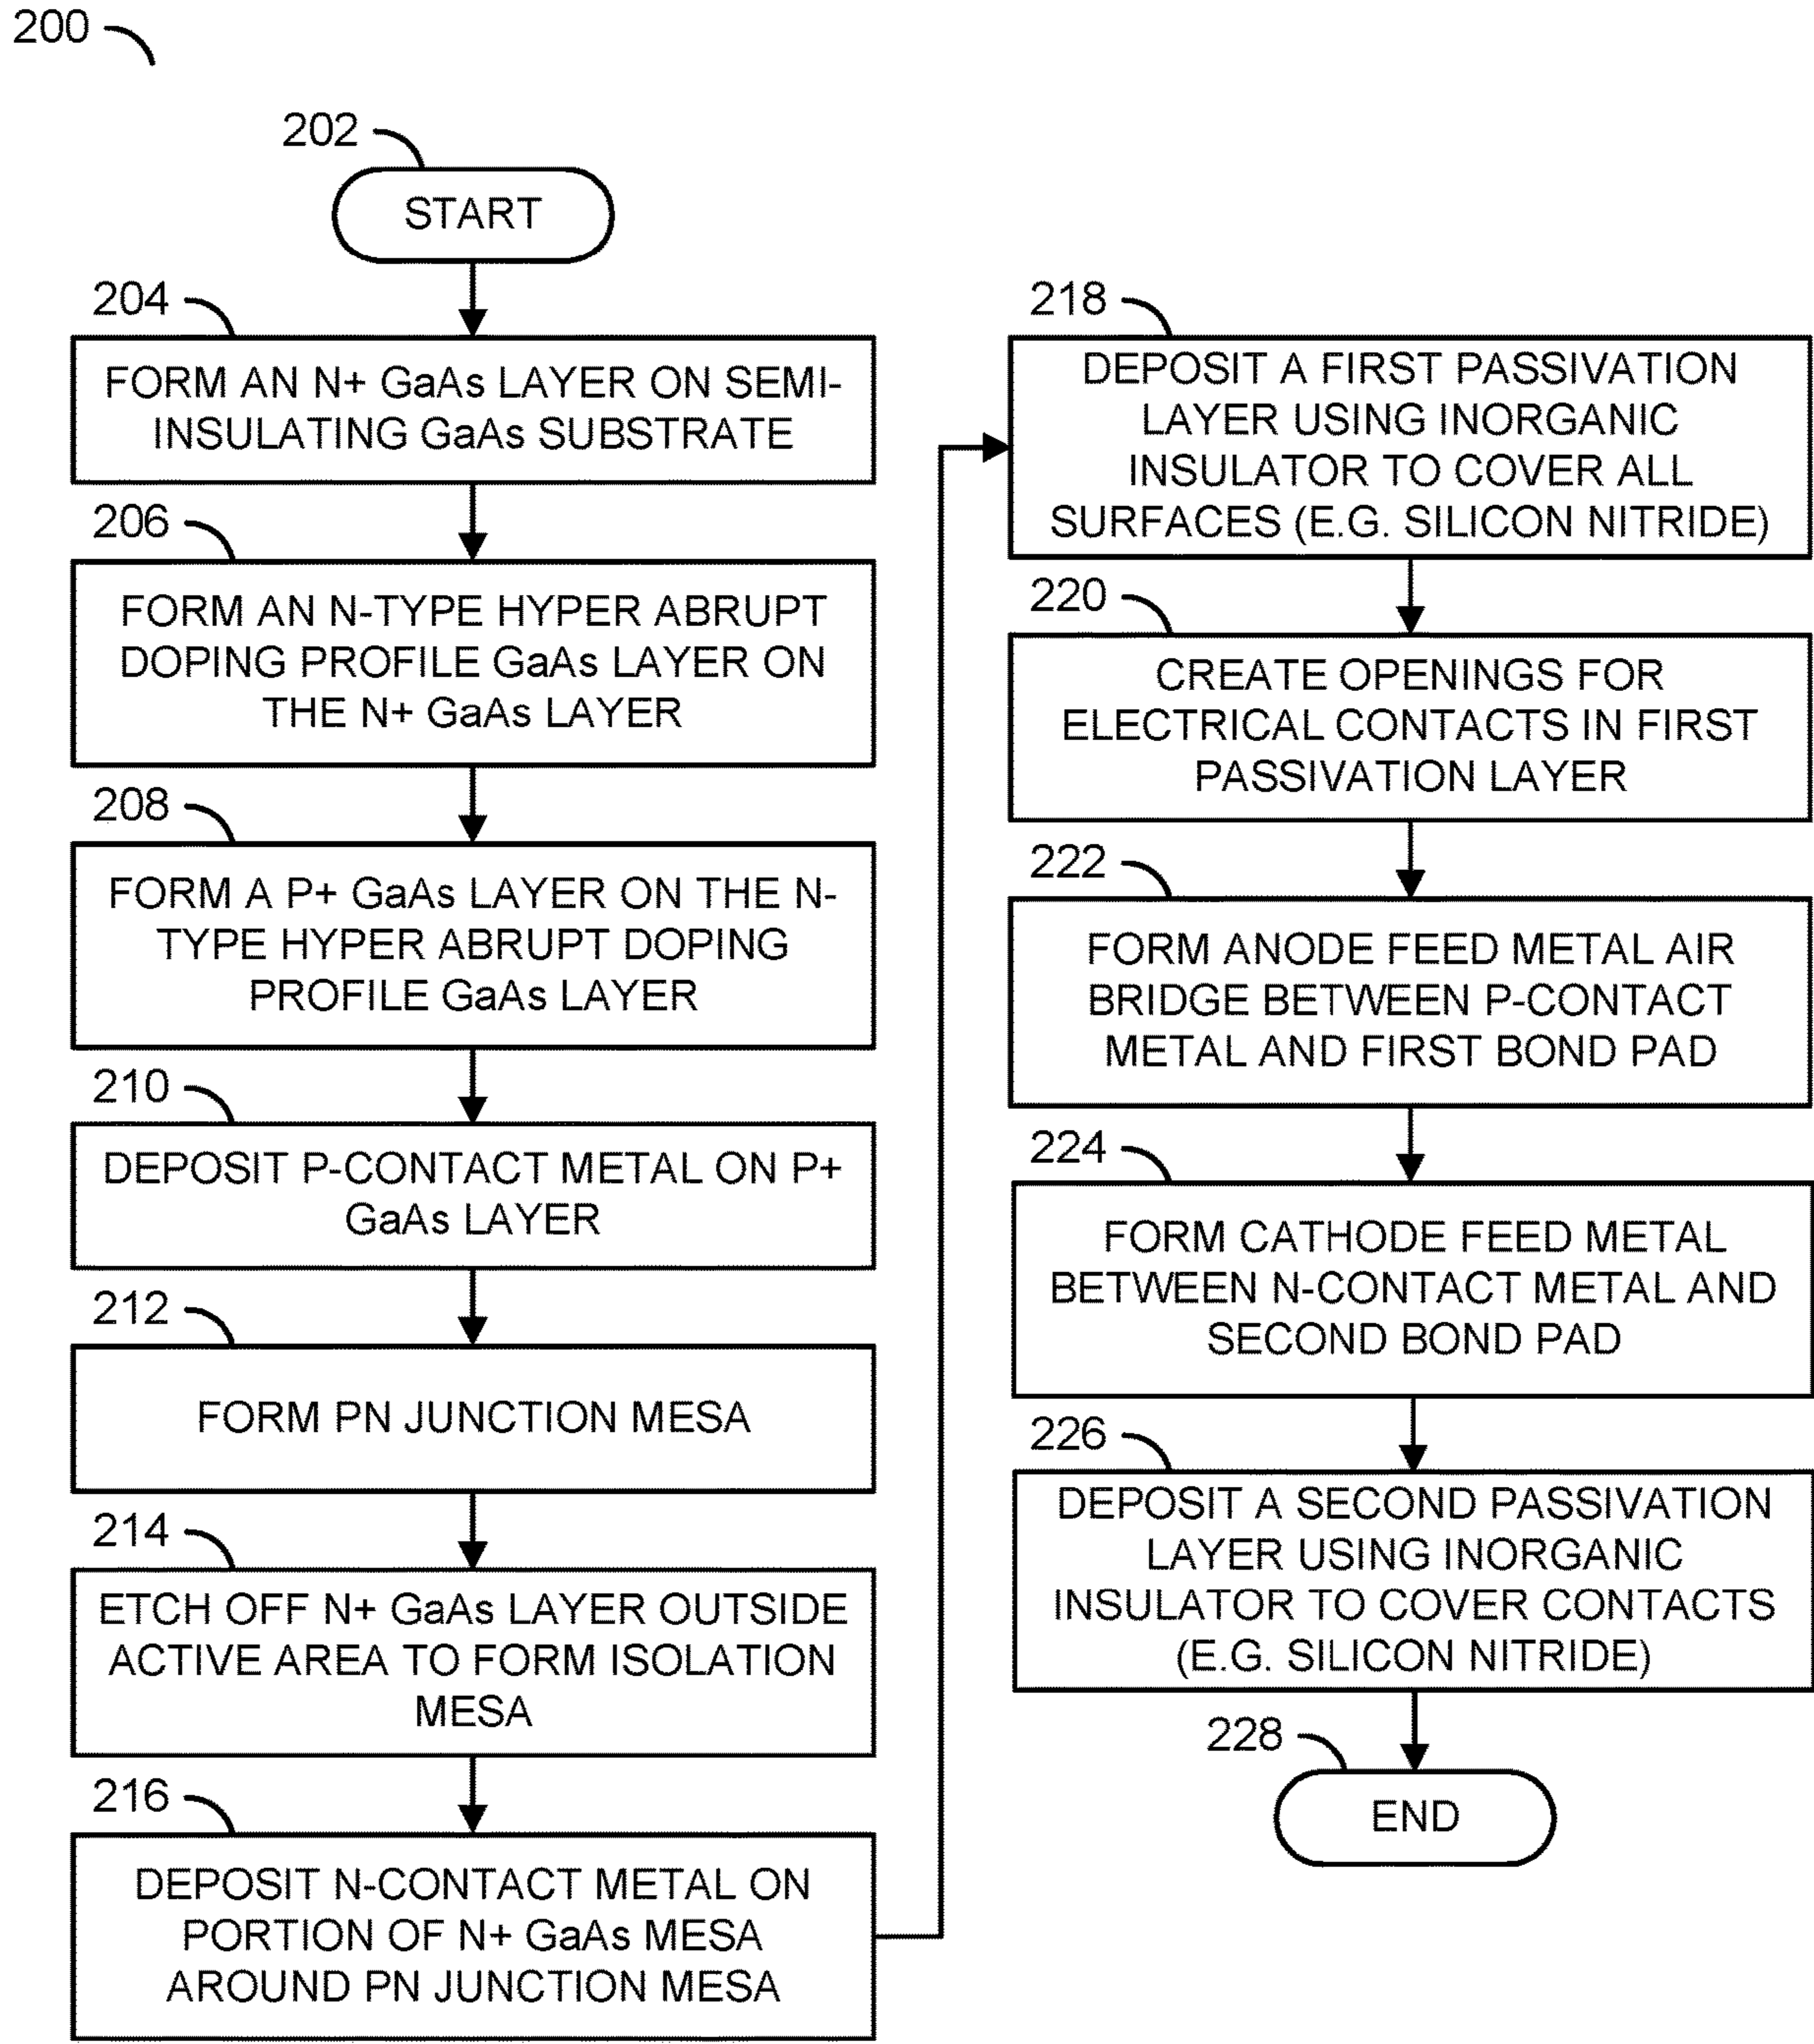 200
202
START
204
FORM AN N+ GaAs LAYER ON SEMI-
INSULATING GaAs SUBSTRATE
206
FORM AN N-TYPE HYPER ABRUPT
DOPING PROFILE GaAs LAYER ON
THE N+ GaAs LAYER
208
FORM A P+ GaAs LAYER ON THE N-
TYPE HYPER ABRUPT DOPING
PROFILE GaAs LAYER
210
DEPOSIT P-CONTACT METAL ON P+
GaAs LAYER
212
FORM PN JUNCTION MESA
214
ETCH OFF N+ GaAs LAYER OUTSIDE
ACTIVE AREA TO FORM ISOLATION
MESA
216
DEPOSIT N-CONTACT METAL ON
PORTION OF N+ GaAs MESA
AROUND PN JUNCTION MESA
218
DEPOSIT A FIRST PASSIVATION
LAYER USING INORGANIC
INSULATOR TO COVER ALL
SURFACES (E.G. SILICON NITRIDE)
220
CREATE OPENINGS FOR
ELECTRICAL CONTACTS IN FIRST
PASSIVATION LAYER
222
FORM ANODE FEED METAL AIR
BRIDGE BETWEEN P-CONTACT
METAL AND FIRST BOND PAD
224
FORM CATHODE FEED METAL
BETWEEN N-CONTACT METAL AND
SECOND BOND PAD
226
DEPOSIT A SECOND PASSIVATION
LAYER USING INORGANIC
INSULATOR TO COVER CONTACTS
(E.G. SILICON NITRIDE)
228
END